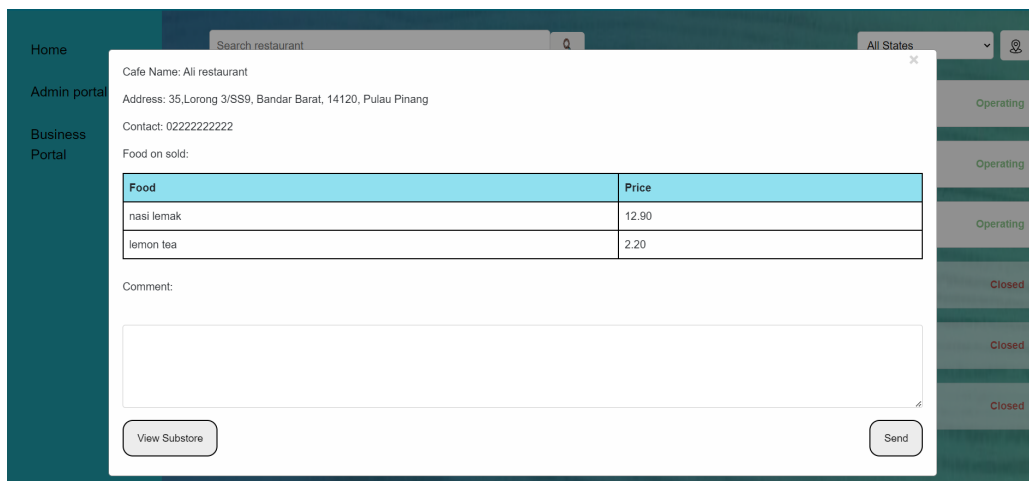 Home
Search restaurant
All States
Admin portal
Business
Portal
×
Cafe Name: Ali restaurant
Address: 35,Lorong 3/SS9, Bandar Barat, 14120, Pulau Pinang
Contact: 02222222222
Food on sold:
Food Price
nasi lemak 12.90
lemon tea 2.20
Comment:
View Substore Send
Operating
Operating
Operating
Closed
Closed
Closed